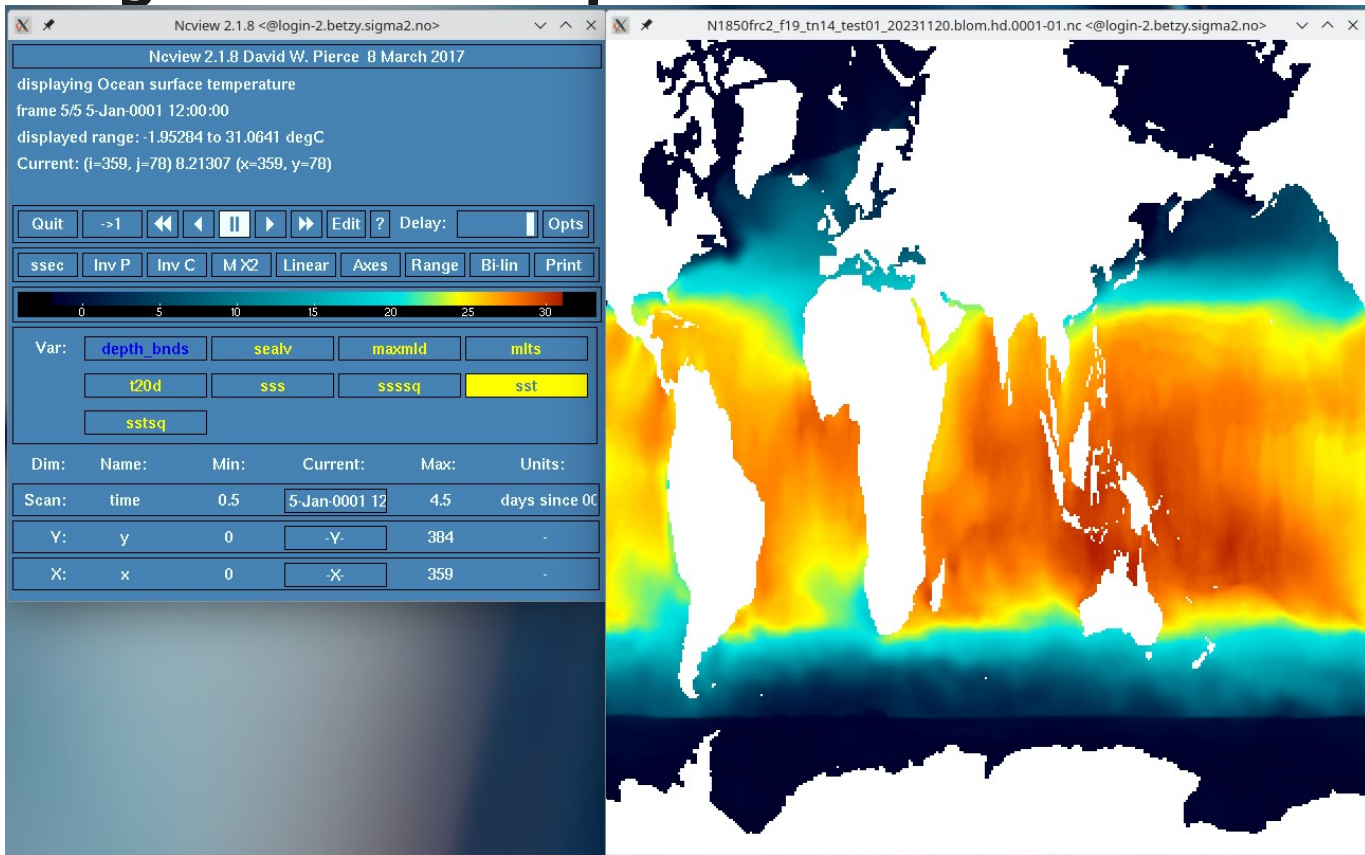 Ncview 2.1.8 <@login-2.betzy.sigma2.no>
Ncview 2.1.8 David W. Pierce  8 March 2017
displaying Ocean surface temperature
frame 5/5 5-Jan-0001 12:00:00
displayed range: -1.95284 to 31.0641 degC
Current: (i=359, j=78) 8.21307 (x=359, y=78)
Quit ->1 Edit ? Delay: Opts
ssec Inv P Inv C M X2 Linear Axes Range Bi-lin Print
0 5 10 15 20 25 30
Var: depth_bnds sealv maxmld mlts
t20d sss ssssq sst
sstsq
Dim: Name: Min: Current: Max: Units:
Scan: time 0.5 5-Jan-0001 12 4.5 days since 00
Y: y 0 -Y- 384 -
X: x 0 -X- 359 -
N1850frc2_f19_tn14_test01_20231120.blom.hd.0001-01.nc <@login-2.betzy.sigma2.no>